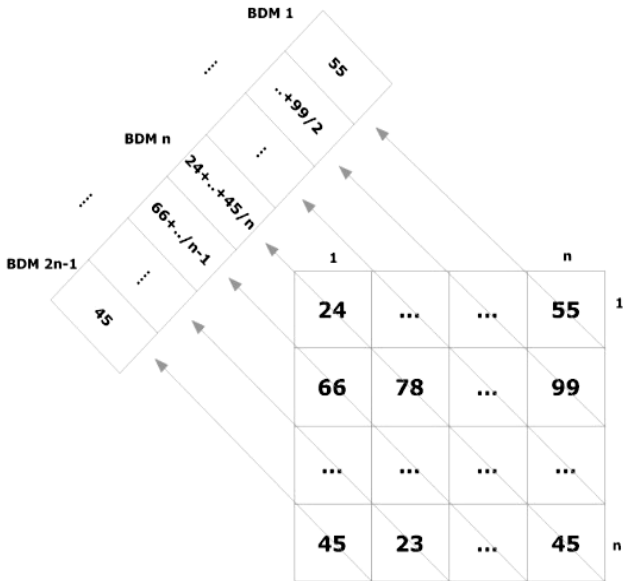 BDM 1
55
....
..+99/2
BDM n
...
24+..+45/n
....
66+../n-1
BDM 2n-1
....
45
1 n
24 ... ... 55 1
66 78 ... 99
... ... ... ...
45 23 ... 45 n